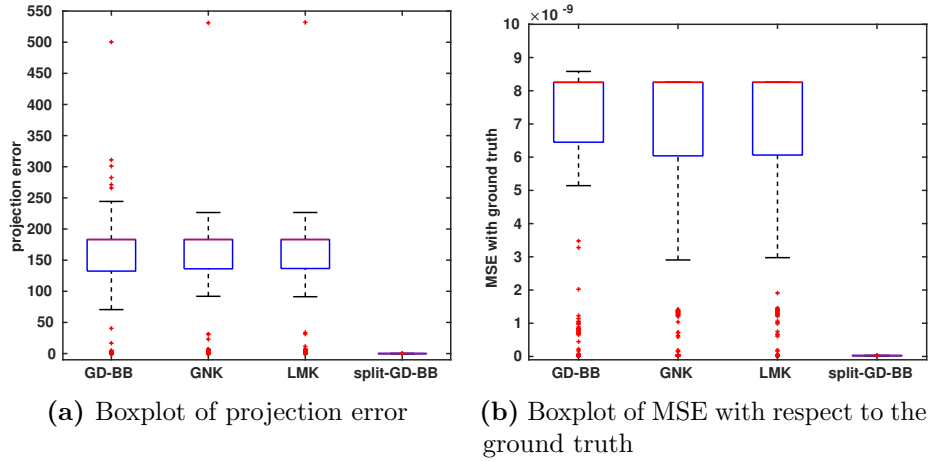 550
500
450
400
350
300
250
200
150
100
50
0
projection error
GD-BB GNK LMK split-GD-BB
(a) Boxplot of projection error
× 10 -9
10
9
8
7
6
5
4
3
2
1
0
MSE with ground truth
GD-BB GNK LMK split-GD-BB
(b) Boxplot of MSE with respect to the
ground truth